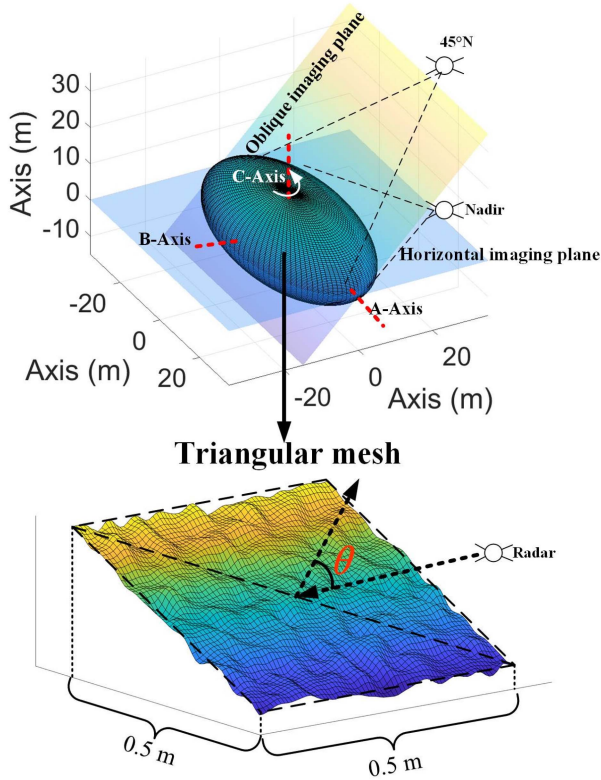 45°N
Oblique imaging plane
30
20
10
0
-10
Axis (m)
C-Axis
Nadir
B-Axis
Horizontal imaging plane
A-Axis
-20
0
20
Axis (m)
-20
0
20
Axis (m)
Triangular mesh
θ
Radar
0.5 m
0.5 m